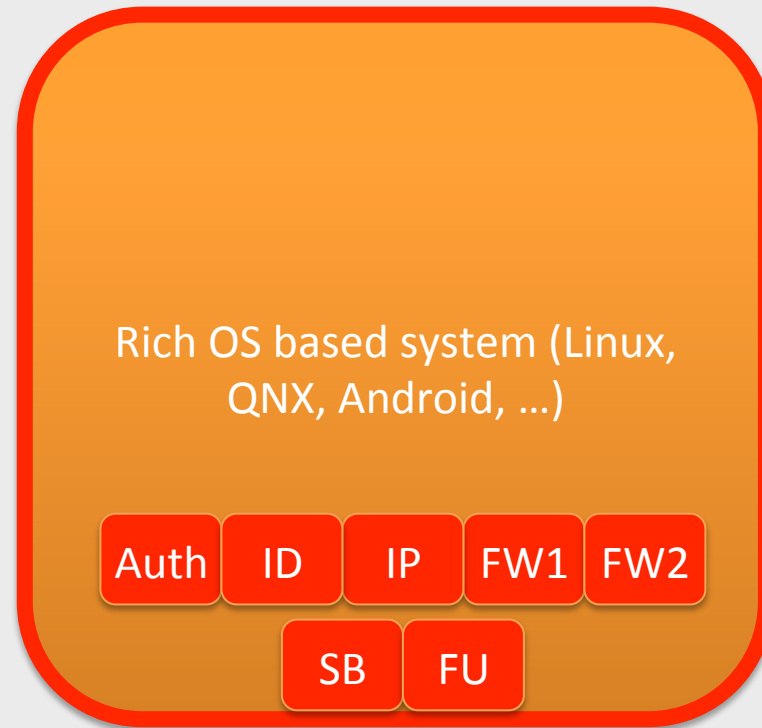 Rich OS based system (Linux,
QNX, Android, …)
Auth ID IP FW1 FW2
SB FU